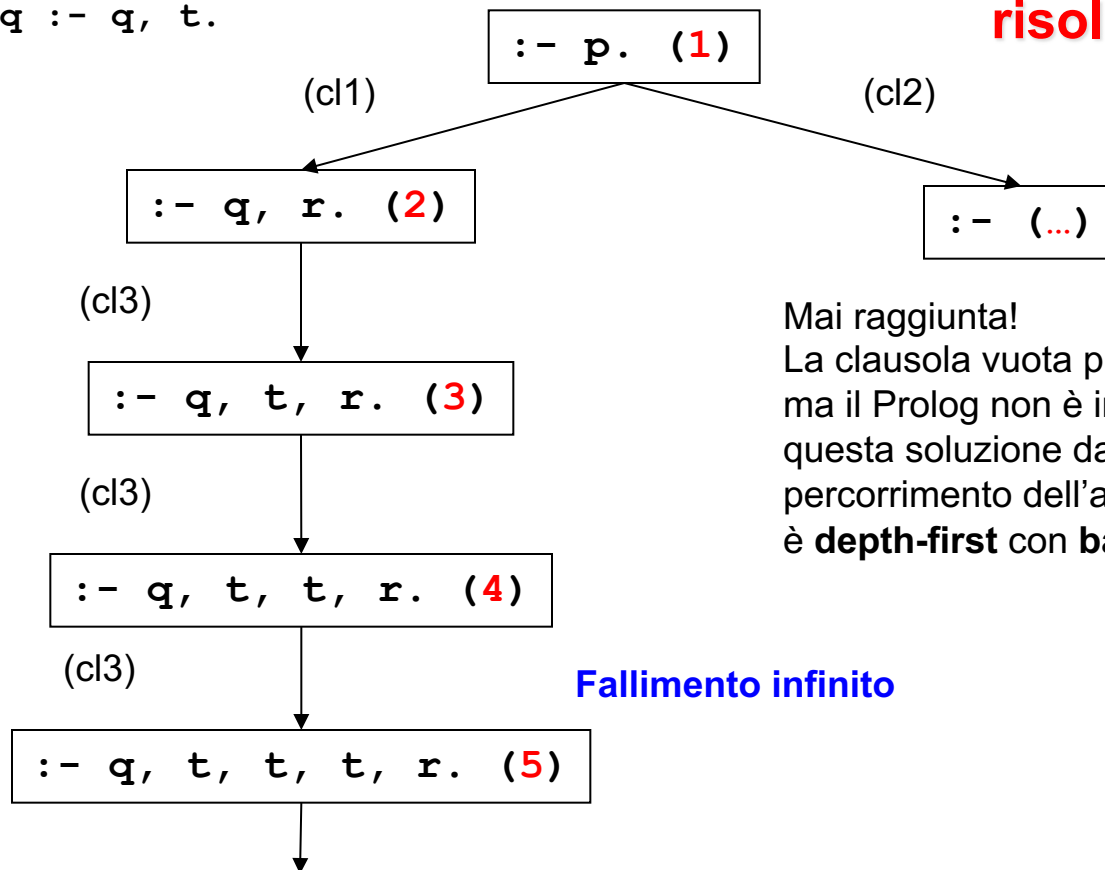 q :- q, t.
risol
:- p. (1)
(cl1)
(cl2)
:- q, r. (2)
:- (...)
(cl3)
Mai raggiunta!
La clausola vuota p
ma il Prolog non è i
questa soluzione da
percorrimento dell'a
è depth-first con ba
:- q, t, r. (3)
(cl3)
:- q, t, t, r. (4)
(cl3)
Fallimento infinito
:- q, t, t, t, r. (5)